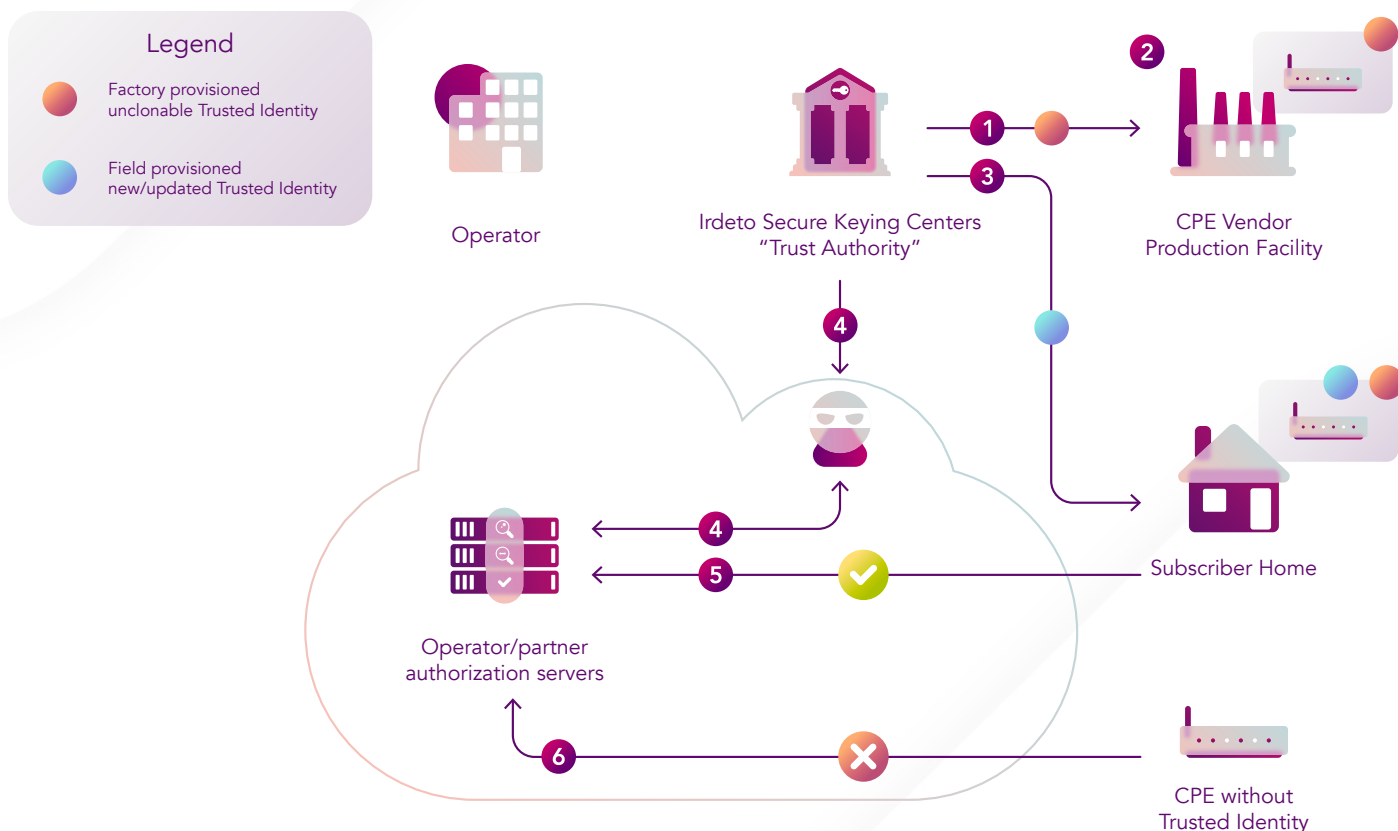 Legend
Factory provisioned
unclonable Trusted Identity
Field provisioned
new/updated Trusted Identity
Operator
Irdeto Secure Keying Centers
“Trust Authority”
1
3
2
CPE Vendor
Production Facility
4
4
5
Subscriber Home
Operator/partner
authorization servers
6
CPE without
Trusted Identity